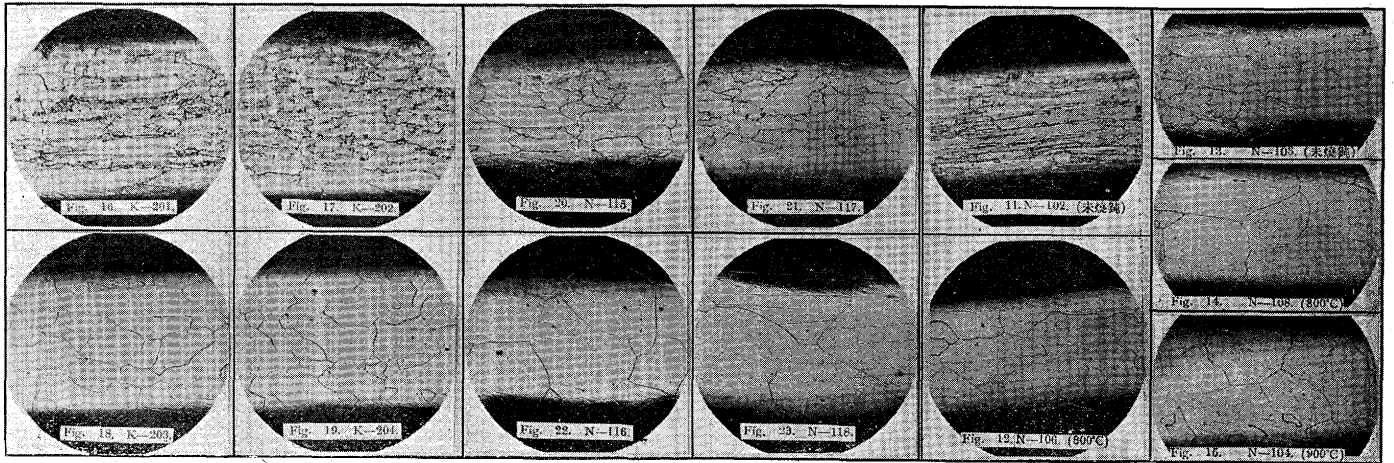 Fig. 16. K—201.
Fig. 17. K—202.
Fig. 20. N—115.
Fig. 21. N—117.
Fig. 11. N—102. (未焼鈍)
Fig. 13. N—103. (未焼鈍)
Fig. 14. N—108. (800℃)
Fig. 18. K—203.
Fig. 19. K—204.
Fig. 22. N—116.
Fig. 23. N—118.
Fig. 12. N—106. (800℃)
Fig. 15. N—104. (900℃)